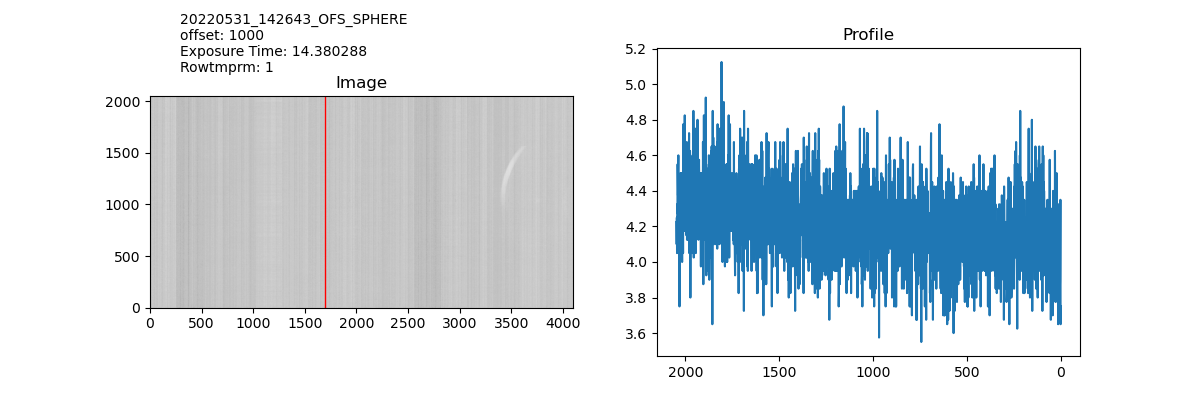 20220531_142643_OFS_SPHERE
offset: 1000
Exposure Time: 14.380288
Rowtmprm: 1
Image
2000
1500
1000
500
0
0 500 1000 1500 2000 2500 3000 3500 4000
Profile
5.2
5.0
4.8
4.6
4.4
4.2
4.0
3.8
3.6
2000 1500 1000 500 0